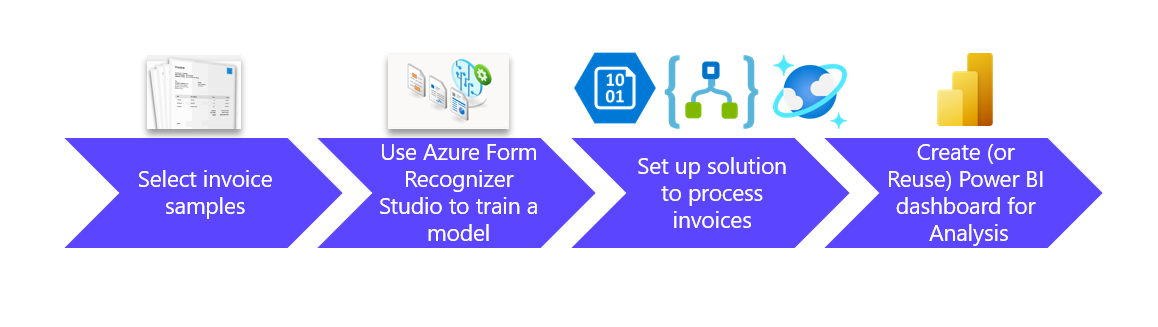 10
01
Select invoice
samples
Use Azure Form
Recognizer
Studio to train a
model
Set up solution
to process
invoices
Create (or
Reuse) Power BI
dashboard for
Analysis